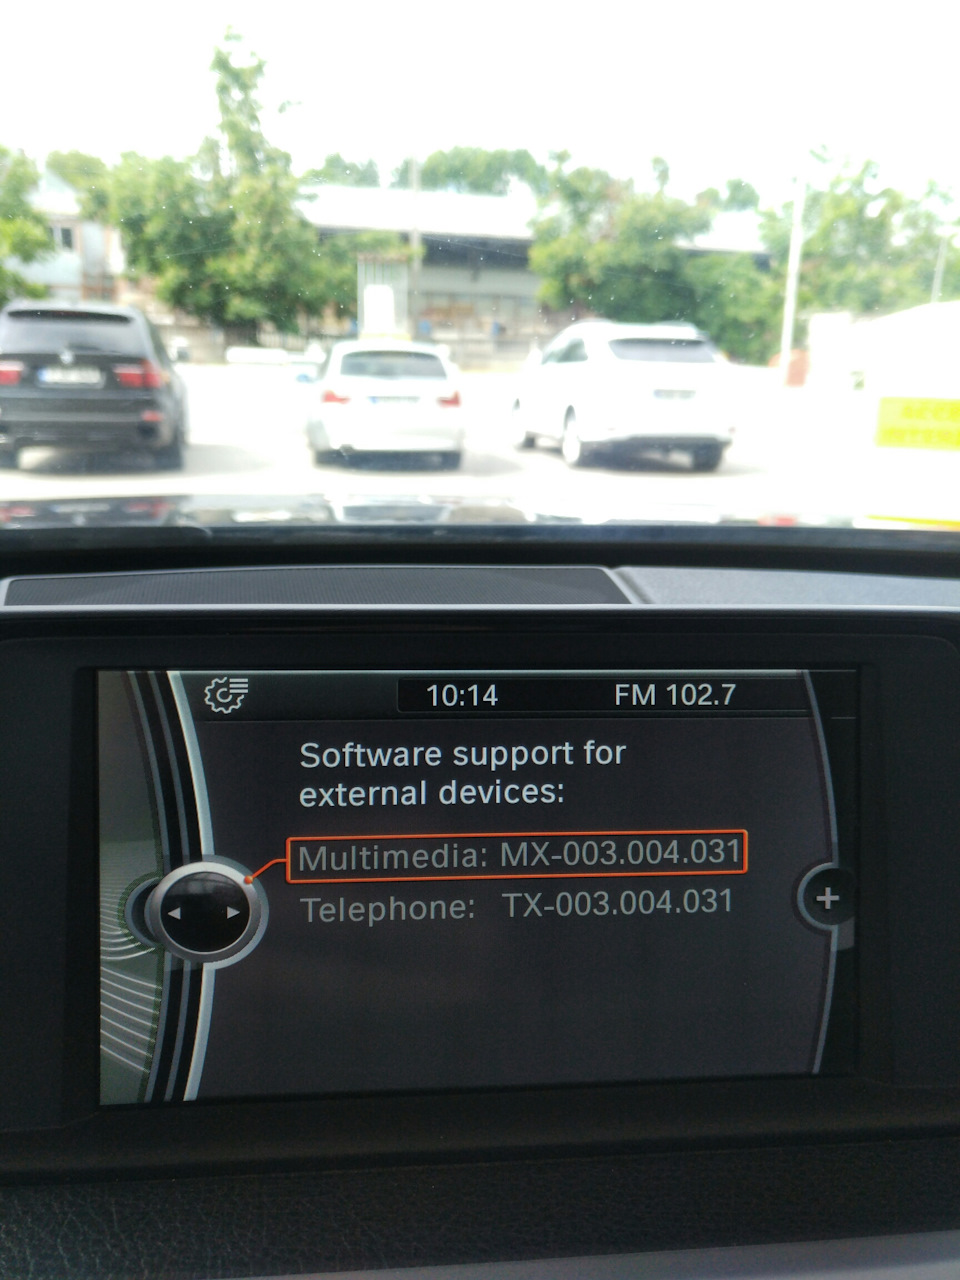 10:14 FM 102.7
Software support for
external devices:
Multimedia: MX-003.004.031
Telephone: TX-003.004.031